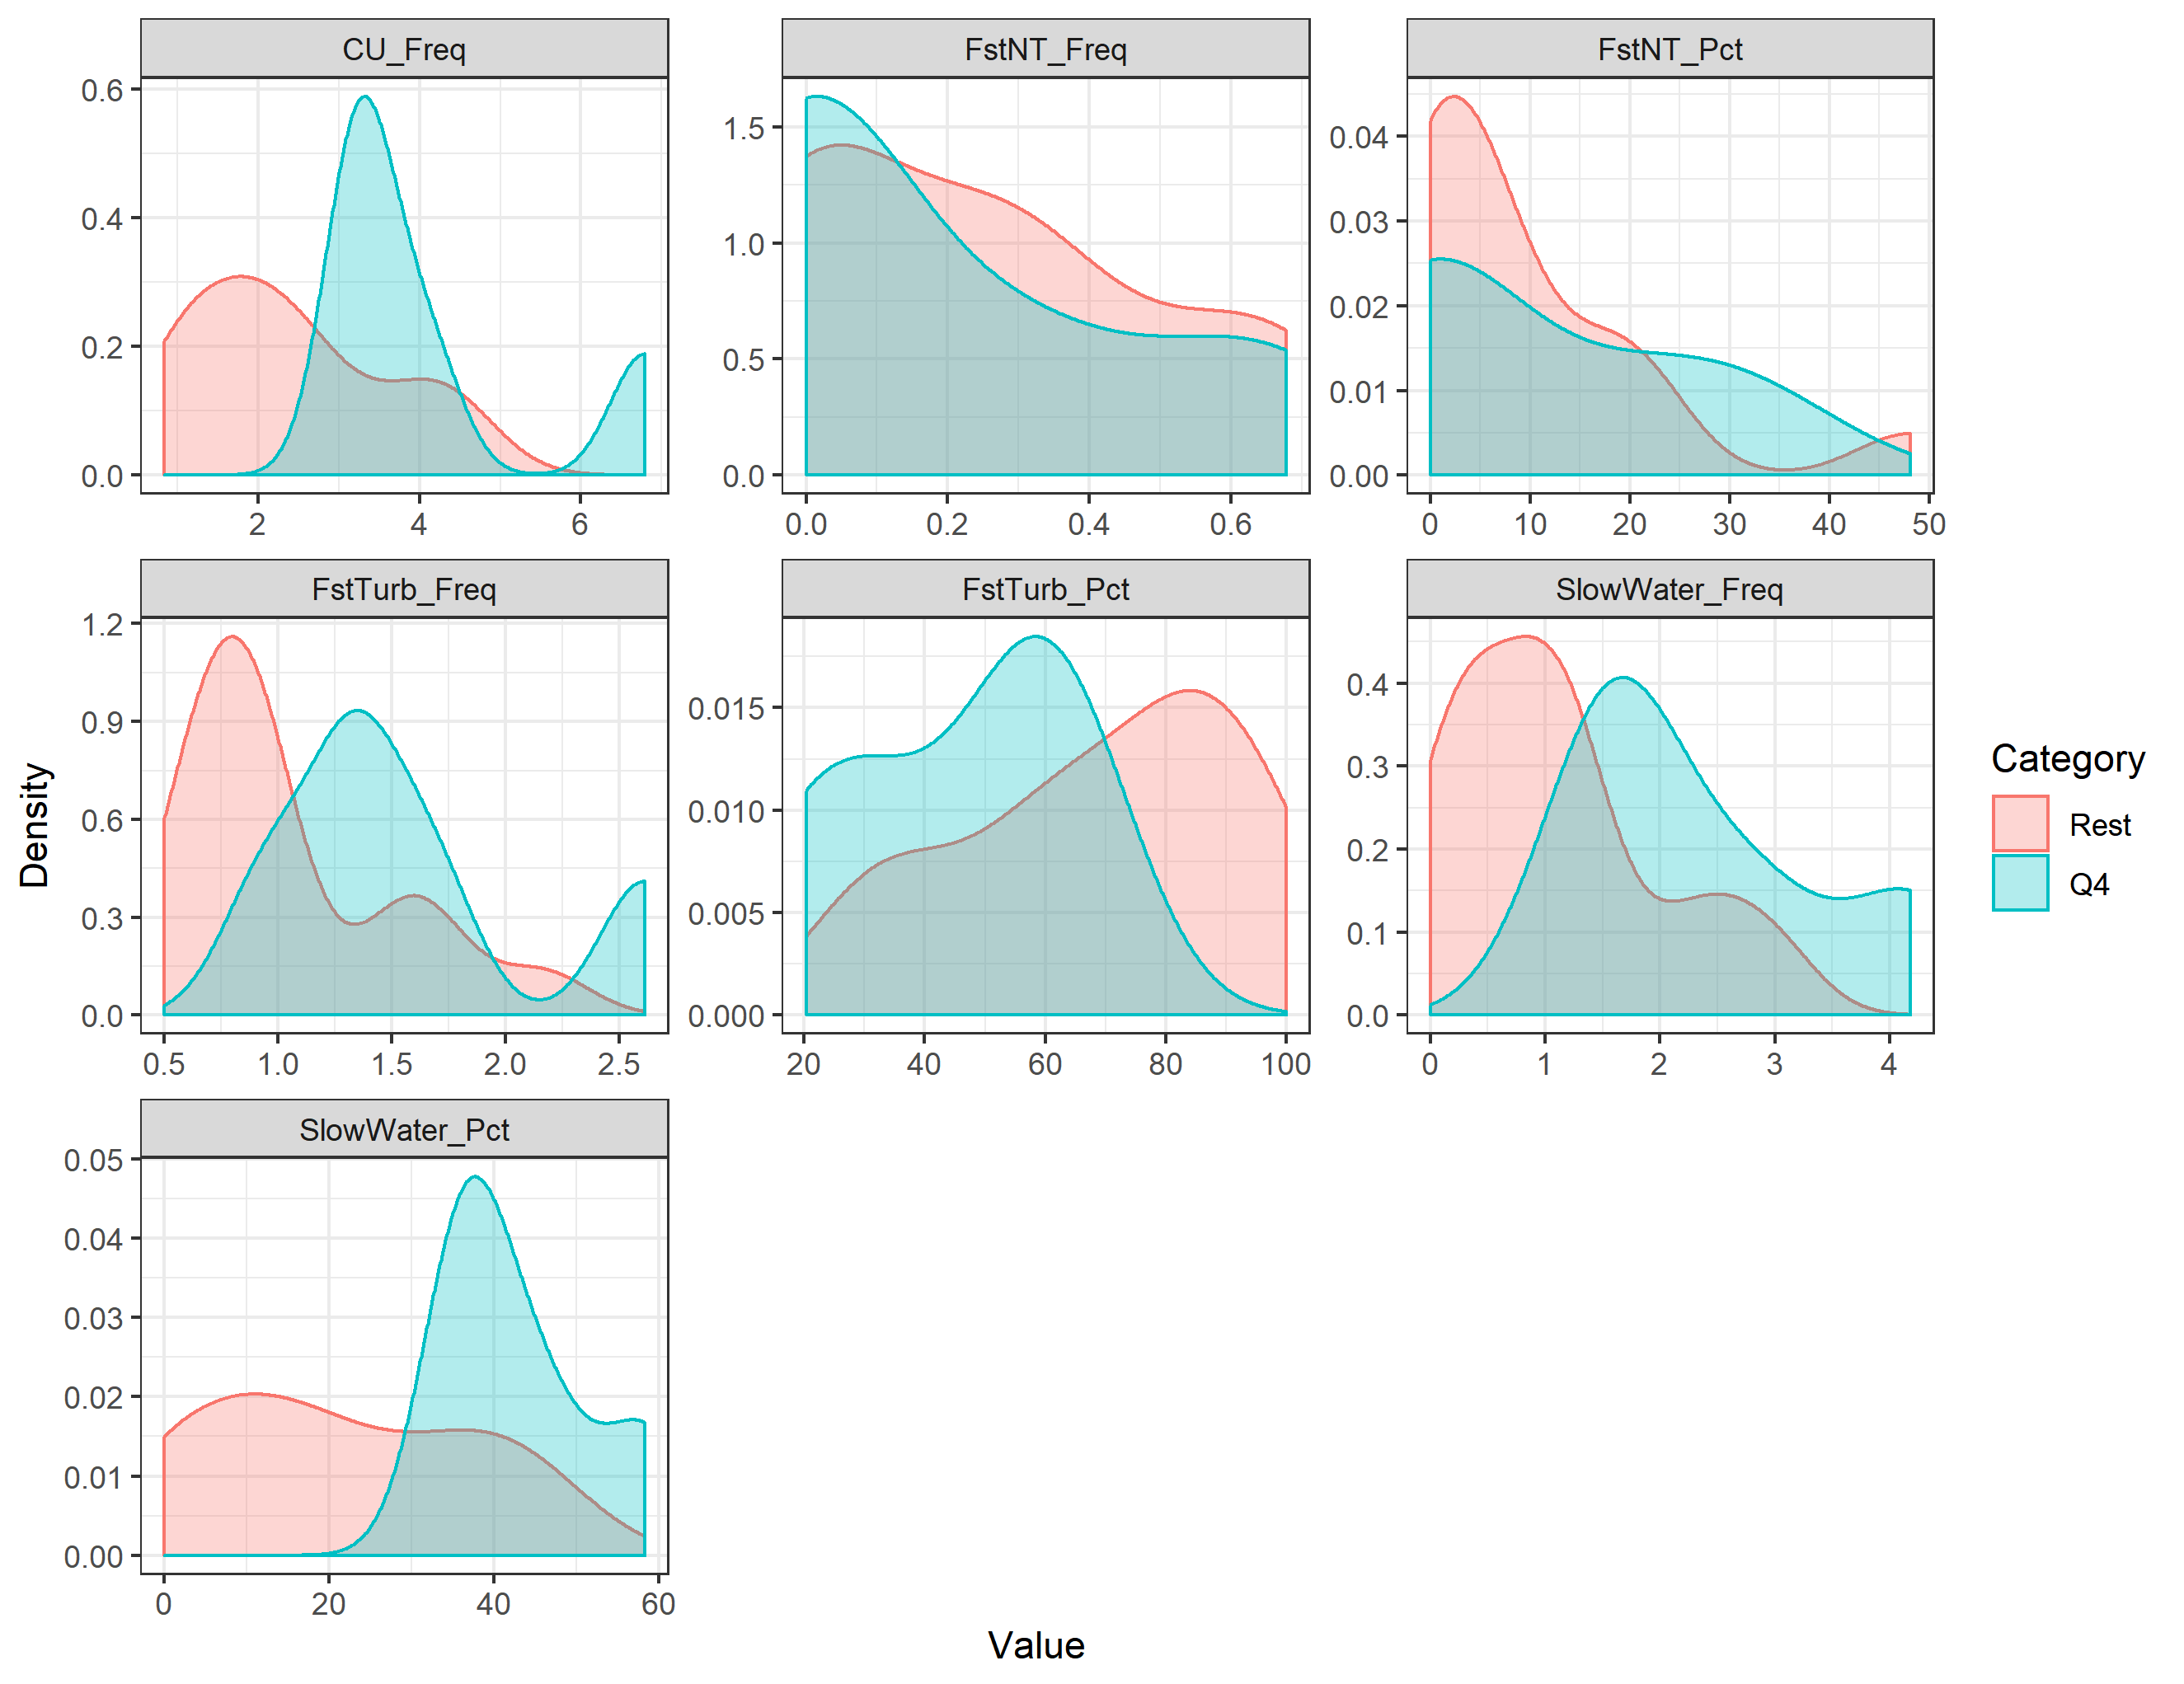 CU_Freq FstNT_Freq FstNT_Pct
0.6
0.4
0.2
0.0
2 4 6
1.5
1.0
0.5
0.0
0.0 0.2 0.4 0.6
0.04
0.03
0.02
0.01
0.00
0 10 20 30 40 50
FstTurb_Freq FstTurb_Pct SlowWater_Freq
1.2
0.9
0.6
0.3
0.0
0.5 1.0 1.5 2.0 2.5
0.015
0.010
0.005
0.000
20 40 60 80 100
0.4
0.3
0.2
0.1
0.0
0 1 2 3 4
SlowWater_Pct
0.05
0.04
0.03
0.02
0.01
0.00
0 20 40 60
Density
Value
Category
Rest
Q4